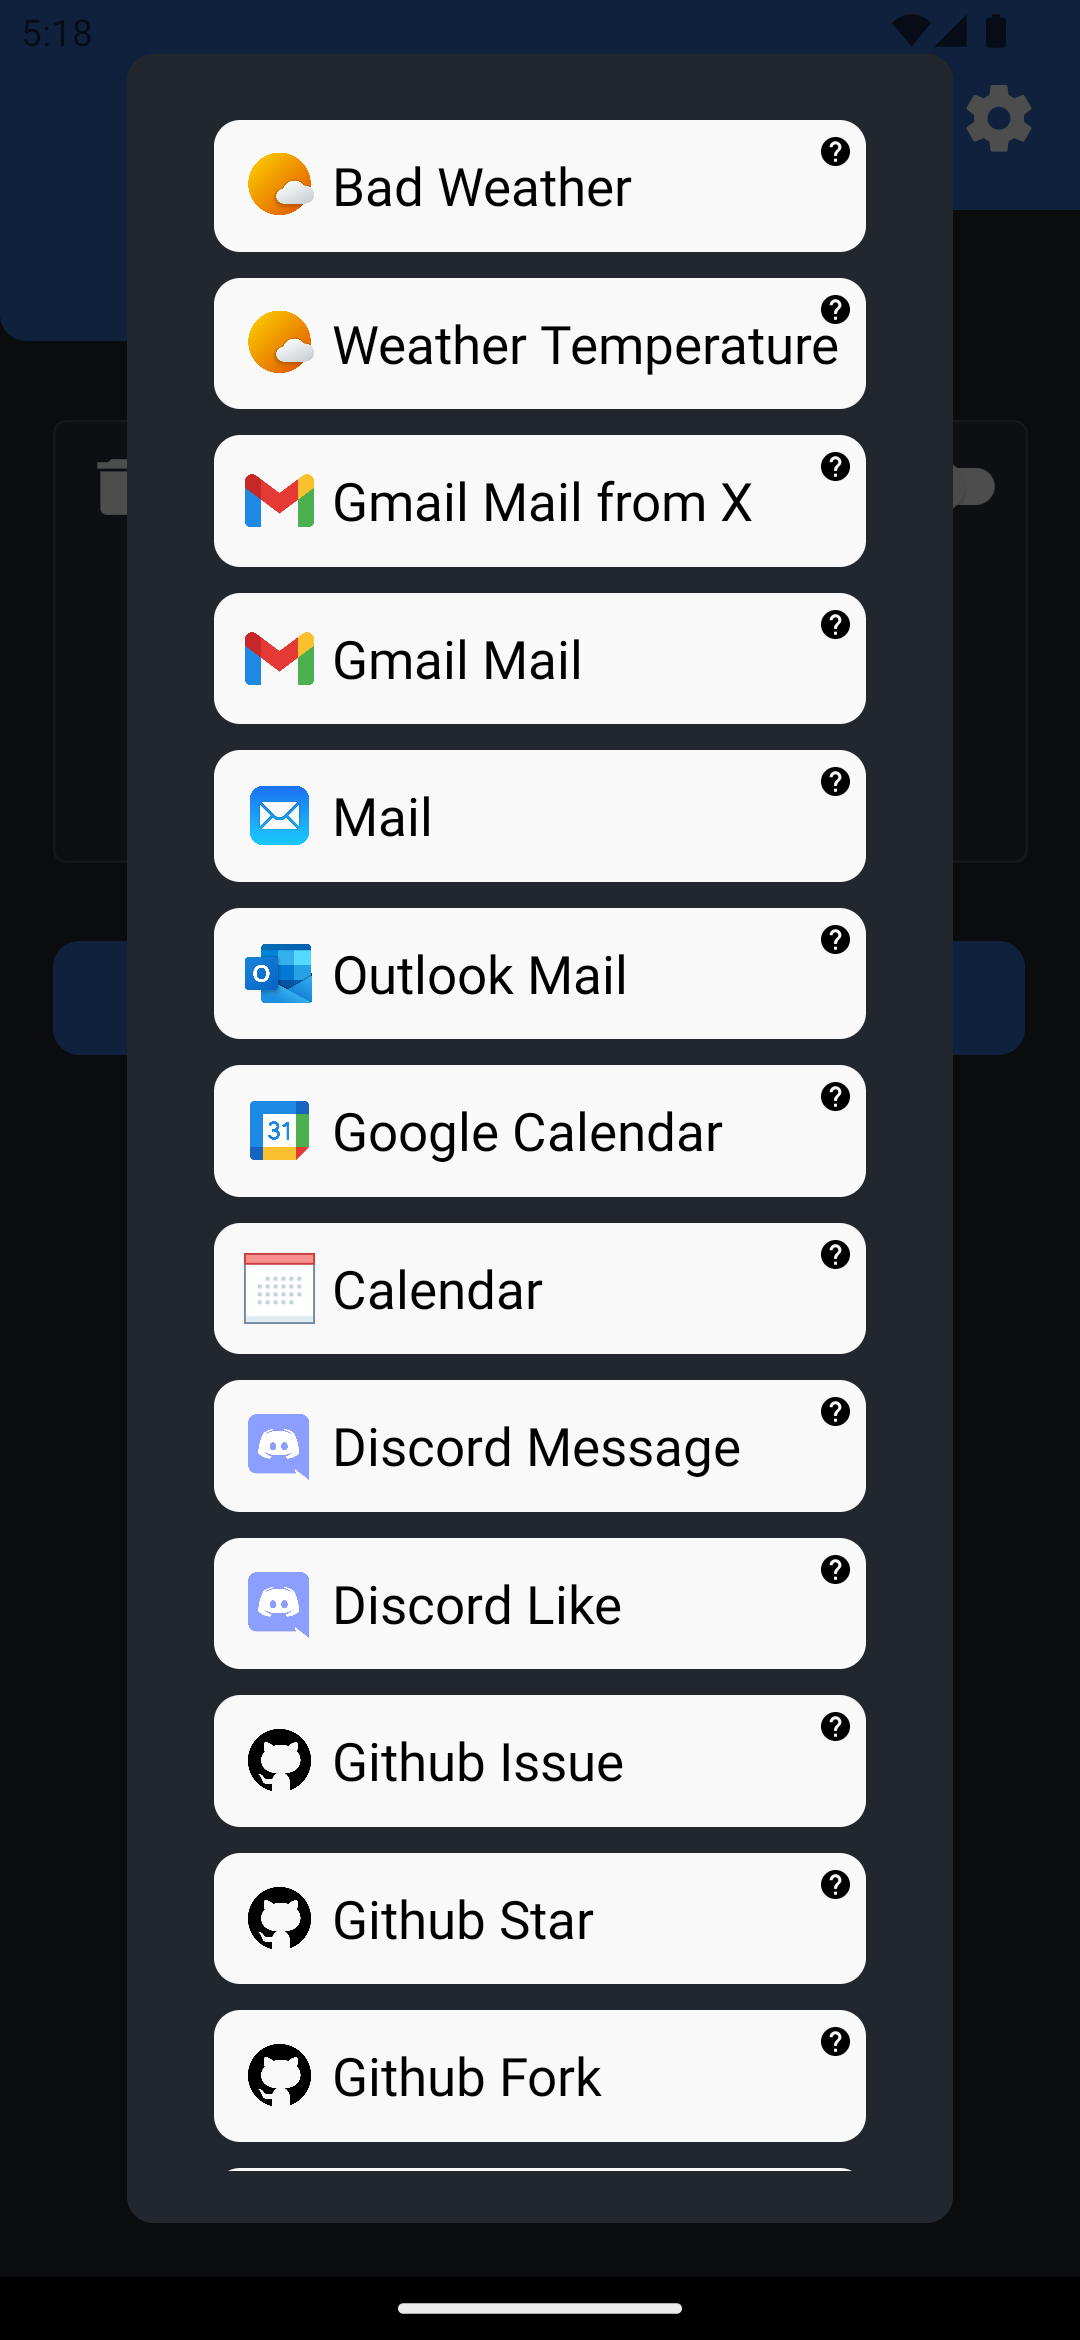 5:18
Bad Weather
Weather Temperature
Gmail Mail from X
Gmail Mail
Mail
Outlook Mail
31 Google Calendar
Calendar
Discord Message
Discord Like
Github Issue
Github Star
Github Fork